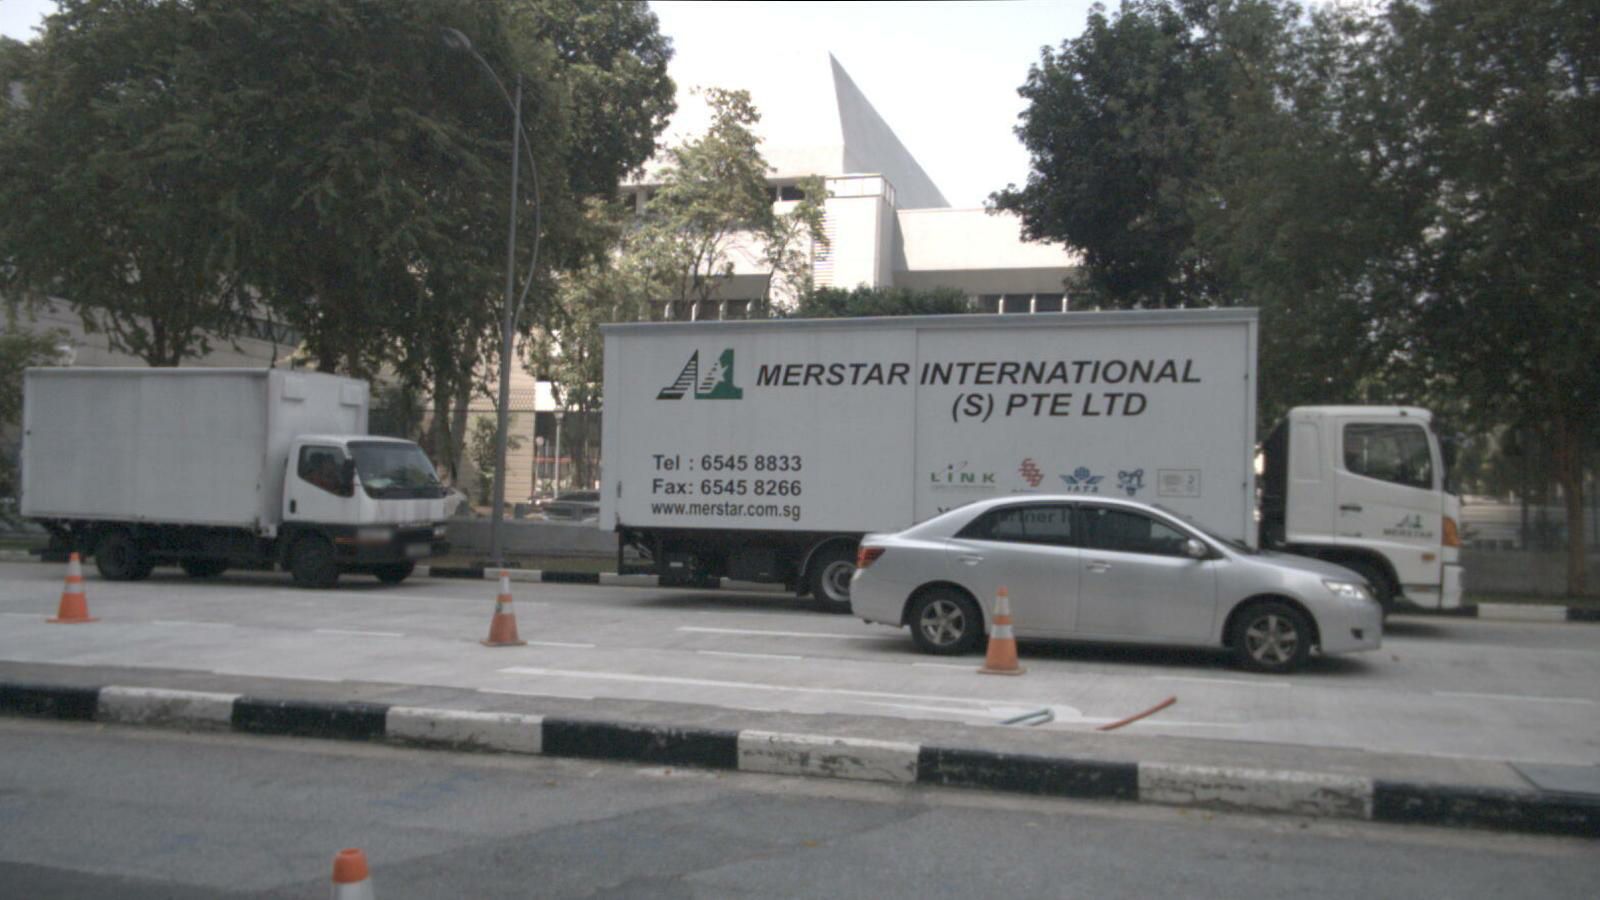 MERSTAR INTERNATIONAL
(S) PTE LTD
Tel : 6545 8833
Fax: 6545 8266
www.merstar.com.sg
LINK
IATA
MERSTAR